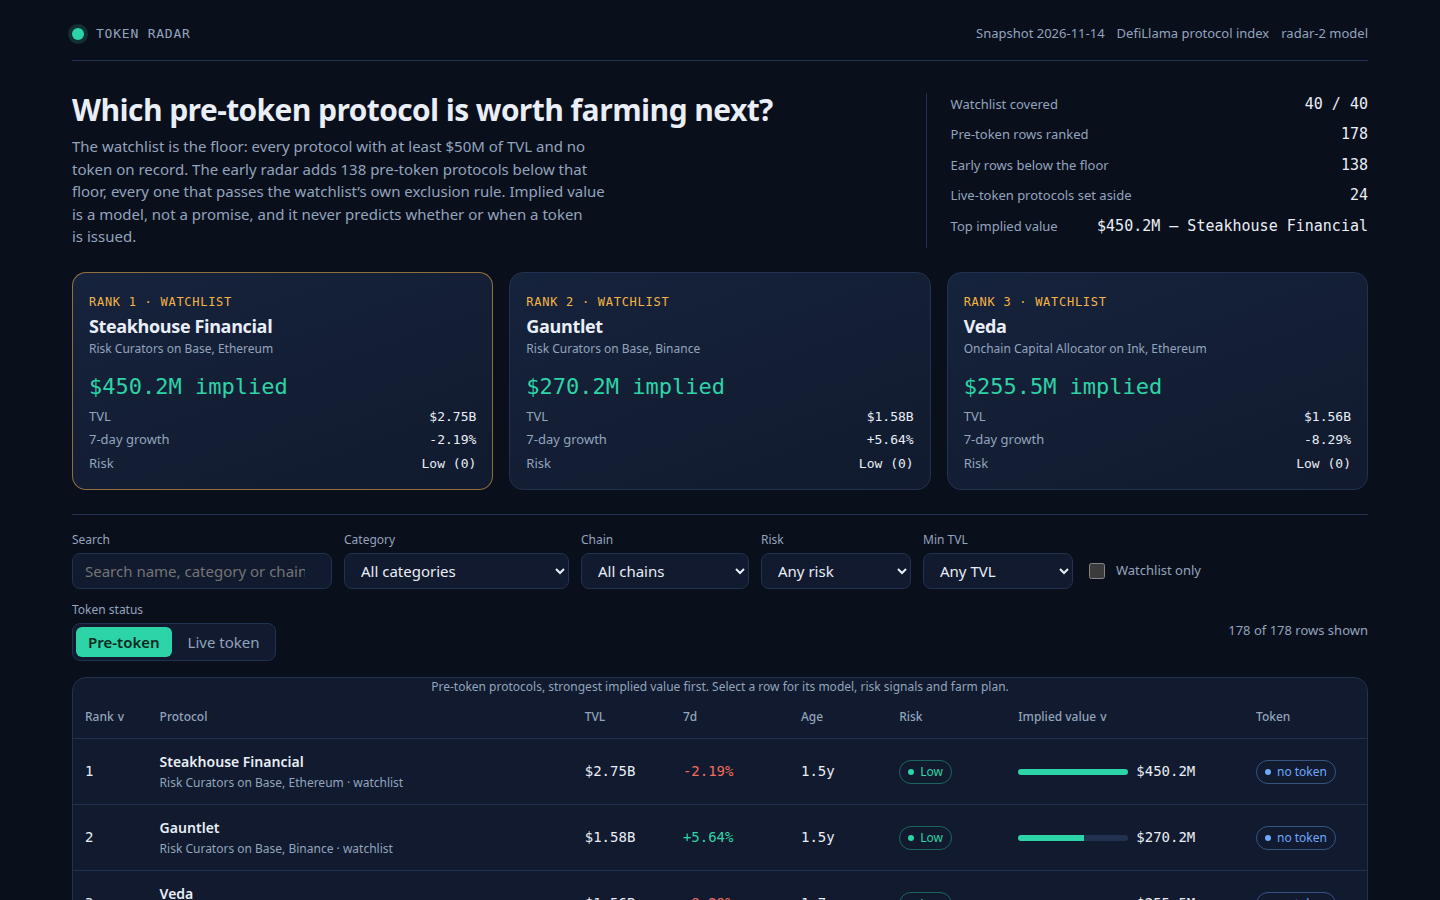 TOKEN RADAR
Snapshot 2026-11-14 DefiLlama protocol index radar-2 model
Which pre-token protocol is worth farming next?
The watchlist is the floor: every protocol with at least $50M of TVL and no
token on record. The early radar adds 138 pre-token protocols below that
floor, every one that passes the watchlist's own exclusion rule. Implied value
is a model, not a promise, and it never predicts whether or when a token
is issued.
Watchlist covered 40 / 40
Pre-token rows ranked 178
Early rows below the floor 138
Live-token protocols set aside 24
Top implied value $450.2M — Steakhouse Financial
RANK 1 · WATCHLIST
Steakhouse Financial
Risk Curators on Base, Ethereum
$450.2M implied
TVL $2.75B
7-day growth -2.19%
Risk Low (0)
RANK 2 · WATCHLIST
Gauntlet
Risk Curators on Base, Binance
$270.2M implied
TVL $1.58B
7-day growth +5.64%
Risk Low (0)
RANK 3 · WATCHLIST
Veda
Onchain Capital Allocator on Ink, Ethereum
$255.5M implied
TVL $1.56B
7-day growth -8.29%
Risk Low (0)
Search Category Chain Risk Min TVL
Search name, category or chain All categories All chains Any risk Any TVL Watchlist only
Token status
Pre-token Live token 178 of 178 rows shown
Pre-token protocols, strongest implied value first. Select a row for its model, risk signals and farm plan.
Rank v Protocol TVL 7d Age Risk Implied value v Token
1 Steakhouse Financial $2.75B -2.19% 1.5y Low $450.2M no token
Risk Curators on Base, Ethereum · watchlist
2 Gauntlet $1.58B +5.64% 1.5y Low $270.2M no token
Risk Curators on Base, Binance · watchlist
Veda